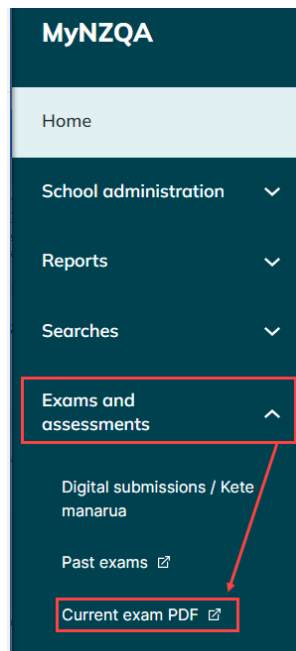 MyNZQA
Home
School administration
Reports
Searches
Exams and
assessments
Digital submissions / Kete
manarua
Past exams
Current exam PDF